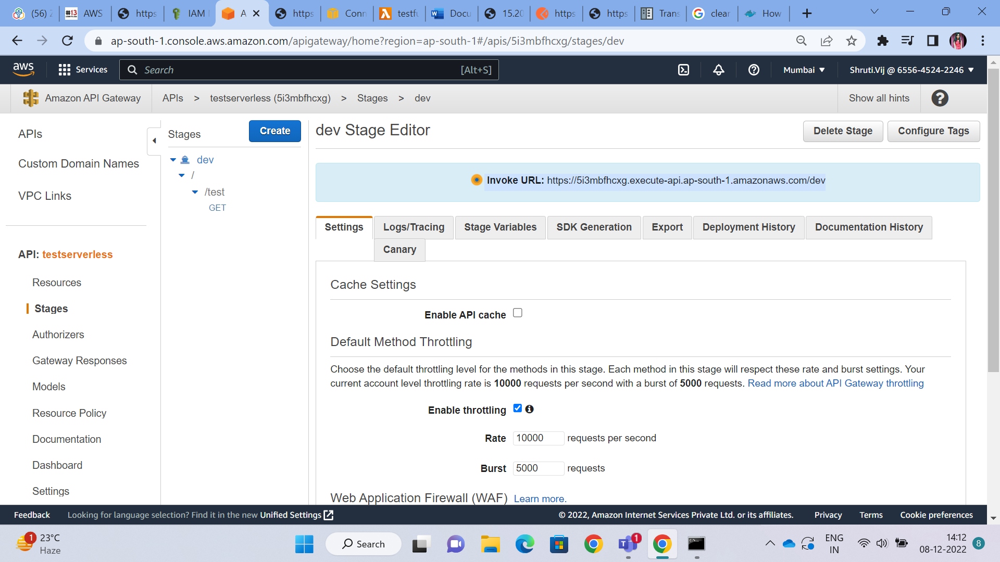 (56)
#13 AWS
https
IAM
A
https
Conn
testfu
Docu
15.20
https
https
Trans
clear
How
ap-south-1.console.aws.amazon.com/apigateway/home?region=ap-south-1#/apis/5i3mbfhcxg/stages/dev
aws
Services
Search
[Alt+S]
Mumbai
Shruti.Vij @ 6556-4524-2246
Amazon API Gateway
APIs > testserverless (5i3mbfhcxg) > Stages > dev
Show all hints
APIs
Custom Domain Names
VPC Links
API: testserverless
Resources
Stages
Authorizers
Gateway Responses
Models
Resource Policy
Documentation
Dashboard
Settings
Stages
Create
dev
/
/test
GET
dev Stage Editor
Delete Stage
Configure Tags
Invoke URL: https://5i3mbfhcxg.execute-api.ap-south-1.amazonaws.com/dev
Settings
Logs/Tracing
Stage Variables
SDK Generation
Export
Deployment History
Documentation History
Canary
Cache Settings
Enable API cache
Default Method Throttling
Choose the default throttling level for the methods in this stage. Each method in this stage will respect these rate and burst settings. Your
current account level throttling rate is 10000 requests per second with a burst of 5000 requests. Read more about API Gateway throttling
Enable throttling
Rate 10000 requests per second
Burst 5000 requests
Web Application Firewall (WAF) Learn more.
Feedback
Looking for language selection? Find it in the new Unified Settings
© 2022, Amazon Internet Services Private Ltd. or its affiliates.
Privacy
Terms
Cookie preferences
1
23°C
Haze
Search
1
ENG
IN
14:12
08-12-2022
8